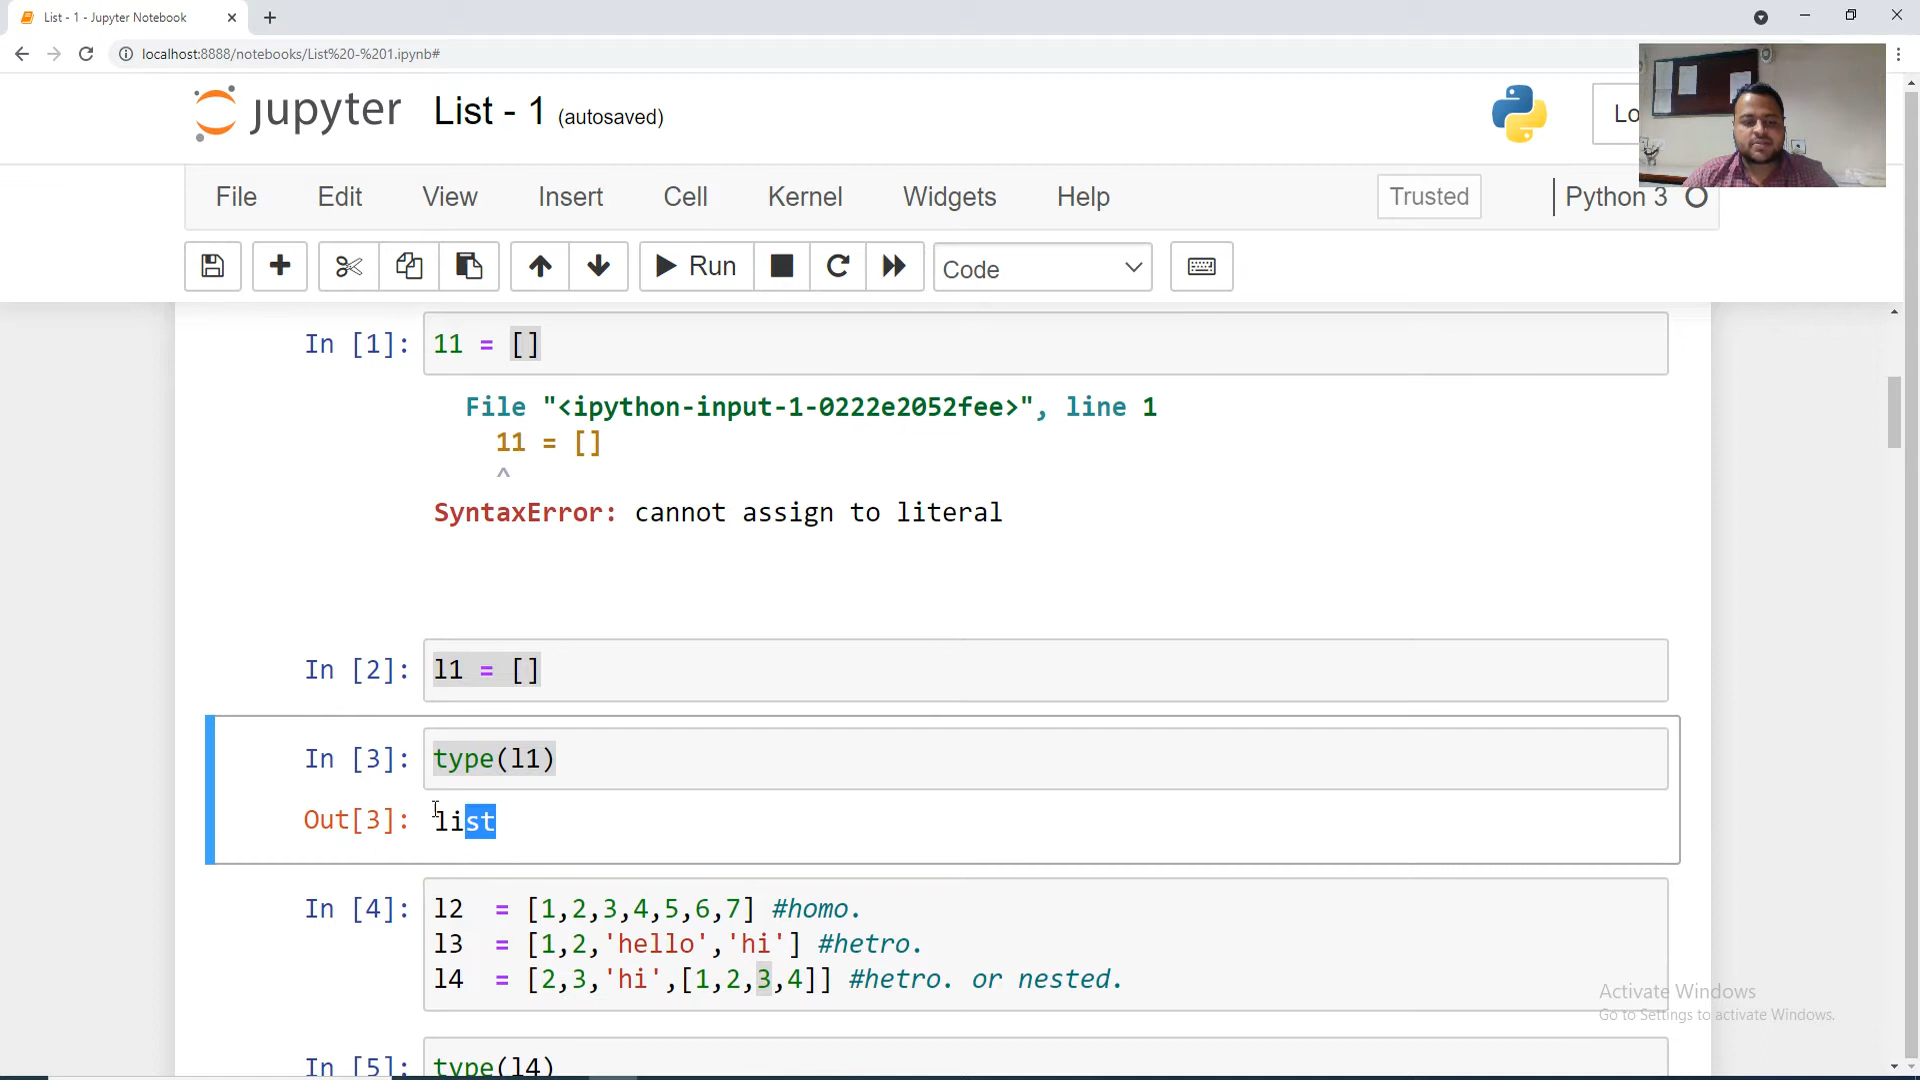 List - 1 - Jupyter Notebook
localhost:8888/notebooks/List%20-%201.ipynb#
jupyter List - 1 (autosaved)
File Edit View Insert Cell Kernel Widgets Help Trusted Python 3
Run Code
In [1]: 11 = []
File "<ipython-input-1-0222e2052fee>", line 1
11 = []
^
SyntaxError: cannot assign to literal
In [2]: l1 = []
In [3]: type(l1)
Out[3]: list
In [4]: l2 = [1,2,3,4,5,6,7] #homo.
l3 = [1,2,'hello','hi'] #hetro.
l4 = [2,3,'hi',[1,2,3,4]] #hetro. or nested.
Activate Windows
Go to Settings to activate Windows.
In [5]: type(l4)